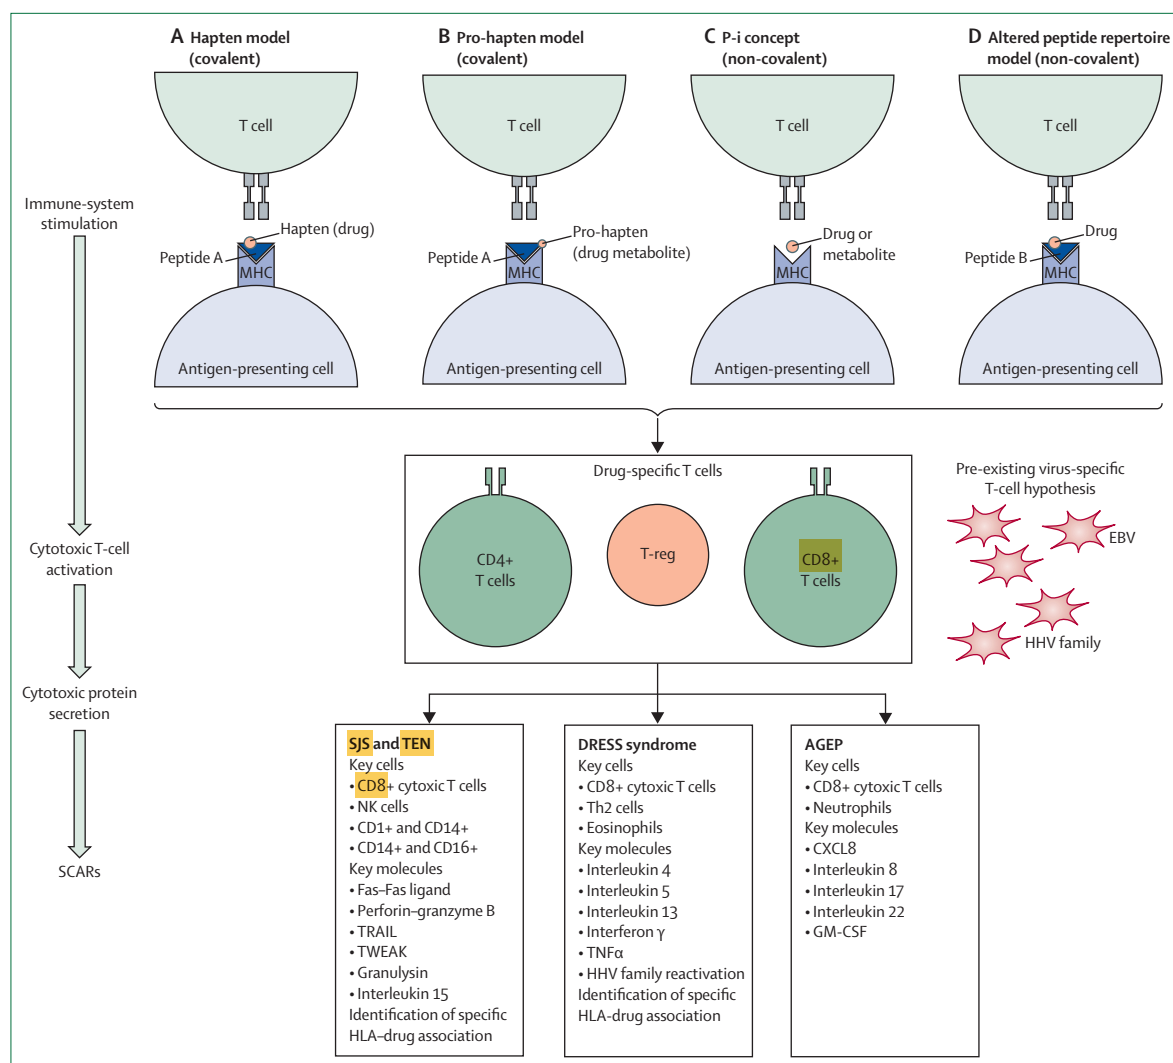 A Hapten model
(covalent)
B Pro-hapten model
(covalent)
C P-i concept
(non-covalent)
D Altered peptide repertoire
model (non-covalent)
T cell
T cell
T cell
T cell
Immune-system
stimulation
Hapten (drug)
Peptide A
MHC
Pro-hapten
(drug metabolite)
Peptide A
MHC
Drug or
metabolite
MHC
Drug
Peptide B
MHC
Antigen-presenting cell
Antigen-presenting cell
Antigen-presenting cell
Antigen-presenting cell
Drug-specific T cells
CD4+
T cells
T-reg
CD8+
T cells
Pre-existing virus-specific
T-cell hypothesis
EBV
HHV family
Cytotoxic T-cell
activation
Cytotoxic protein
secretion
SCARs
SJS and TEN
Key cells
• CD8+ cytoxic T cells
• NK cells
• CD1+ and CD14+
• CD14+ and CD16+
Key molecules
• Fas–Fas ligand
• Perforin–granzyme B
• TRAIL
• TWEAK
• Granulysin
• Interleukin 15
Identification of specific
HLA–drug association
DRESS syndrome
Key cells
• CD8+ cytoxic T cells
• Th2 cells
• Eosinophils
Key molecules
• Interleukin 4
• Interleukin 5
• Interleukin 13
• Interferon γ
• TNFα
• HHV family reactivation
Identification of specific
HLA-drug association
AGEP
Key cells
• CD8+ cytoxic T cells
• Neutrophils
Key molecules
• CXCL8
• Interleukin 8
• Interleukin 17
• Interleukin 22
• GM-CSF